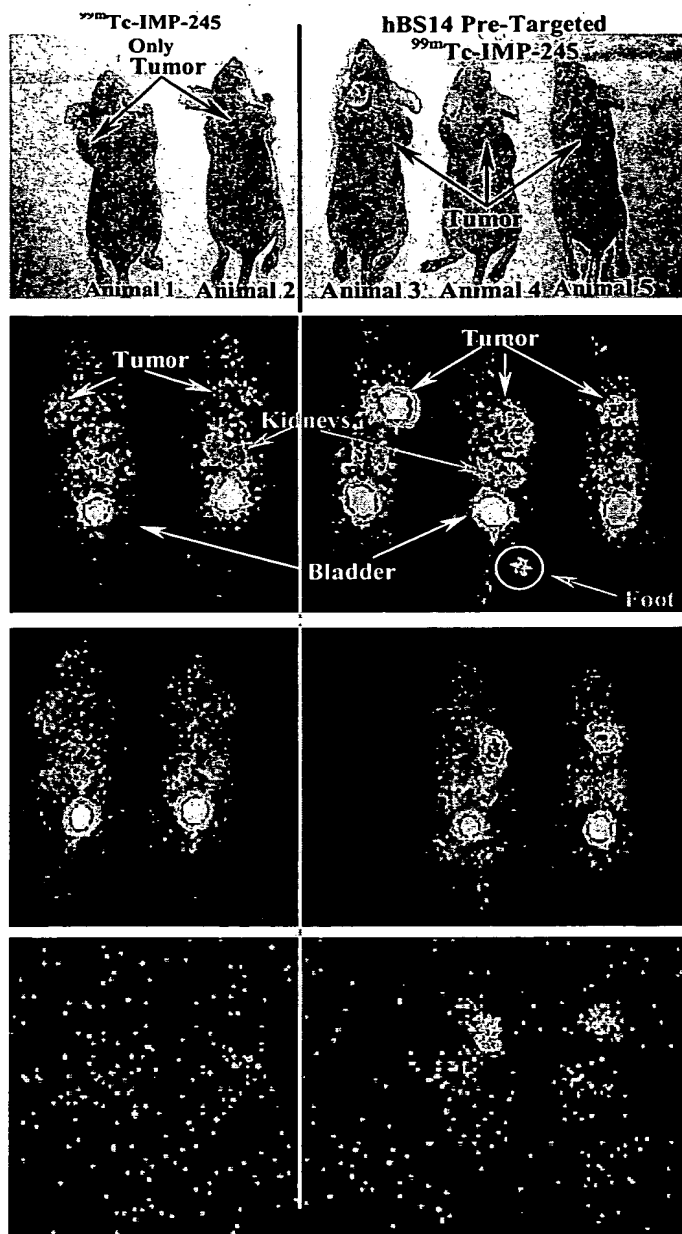 99mTc-IMP-245
Only
Tumor
hBS14 Pre-Targeted
99mTc-IMP-245
Tumor
Animal 1
Animal 2
Animal 3
Animal 4
Animal 5
Tumor
Tumor
Kidneys
Bladder
Foot